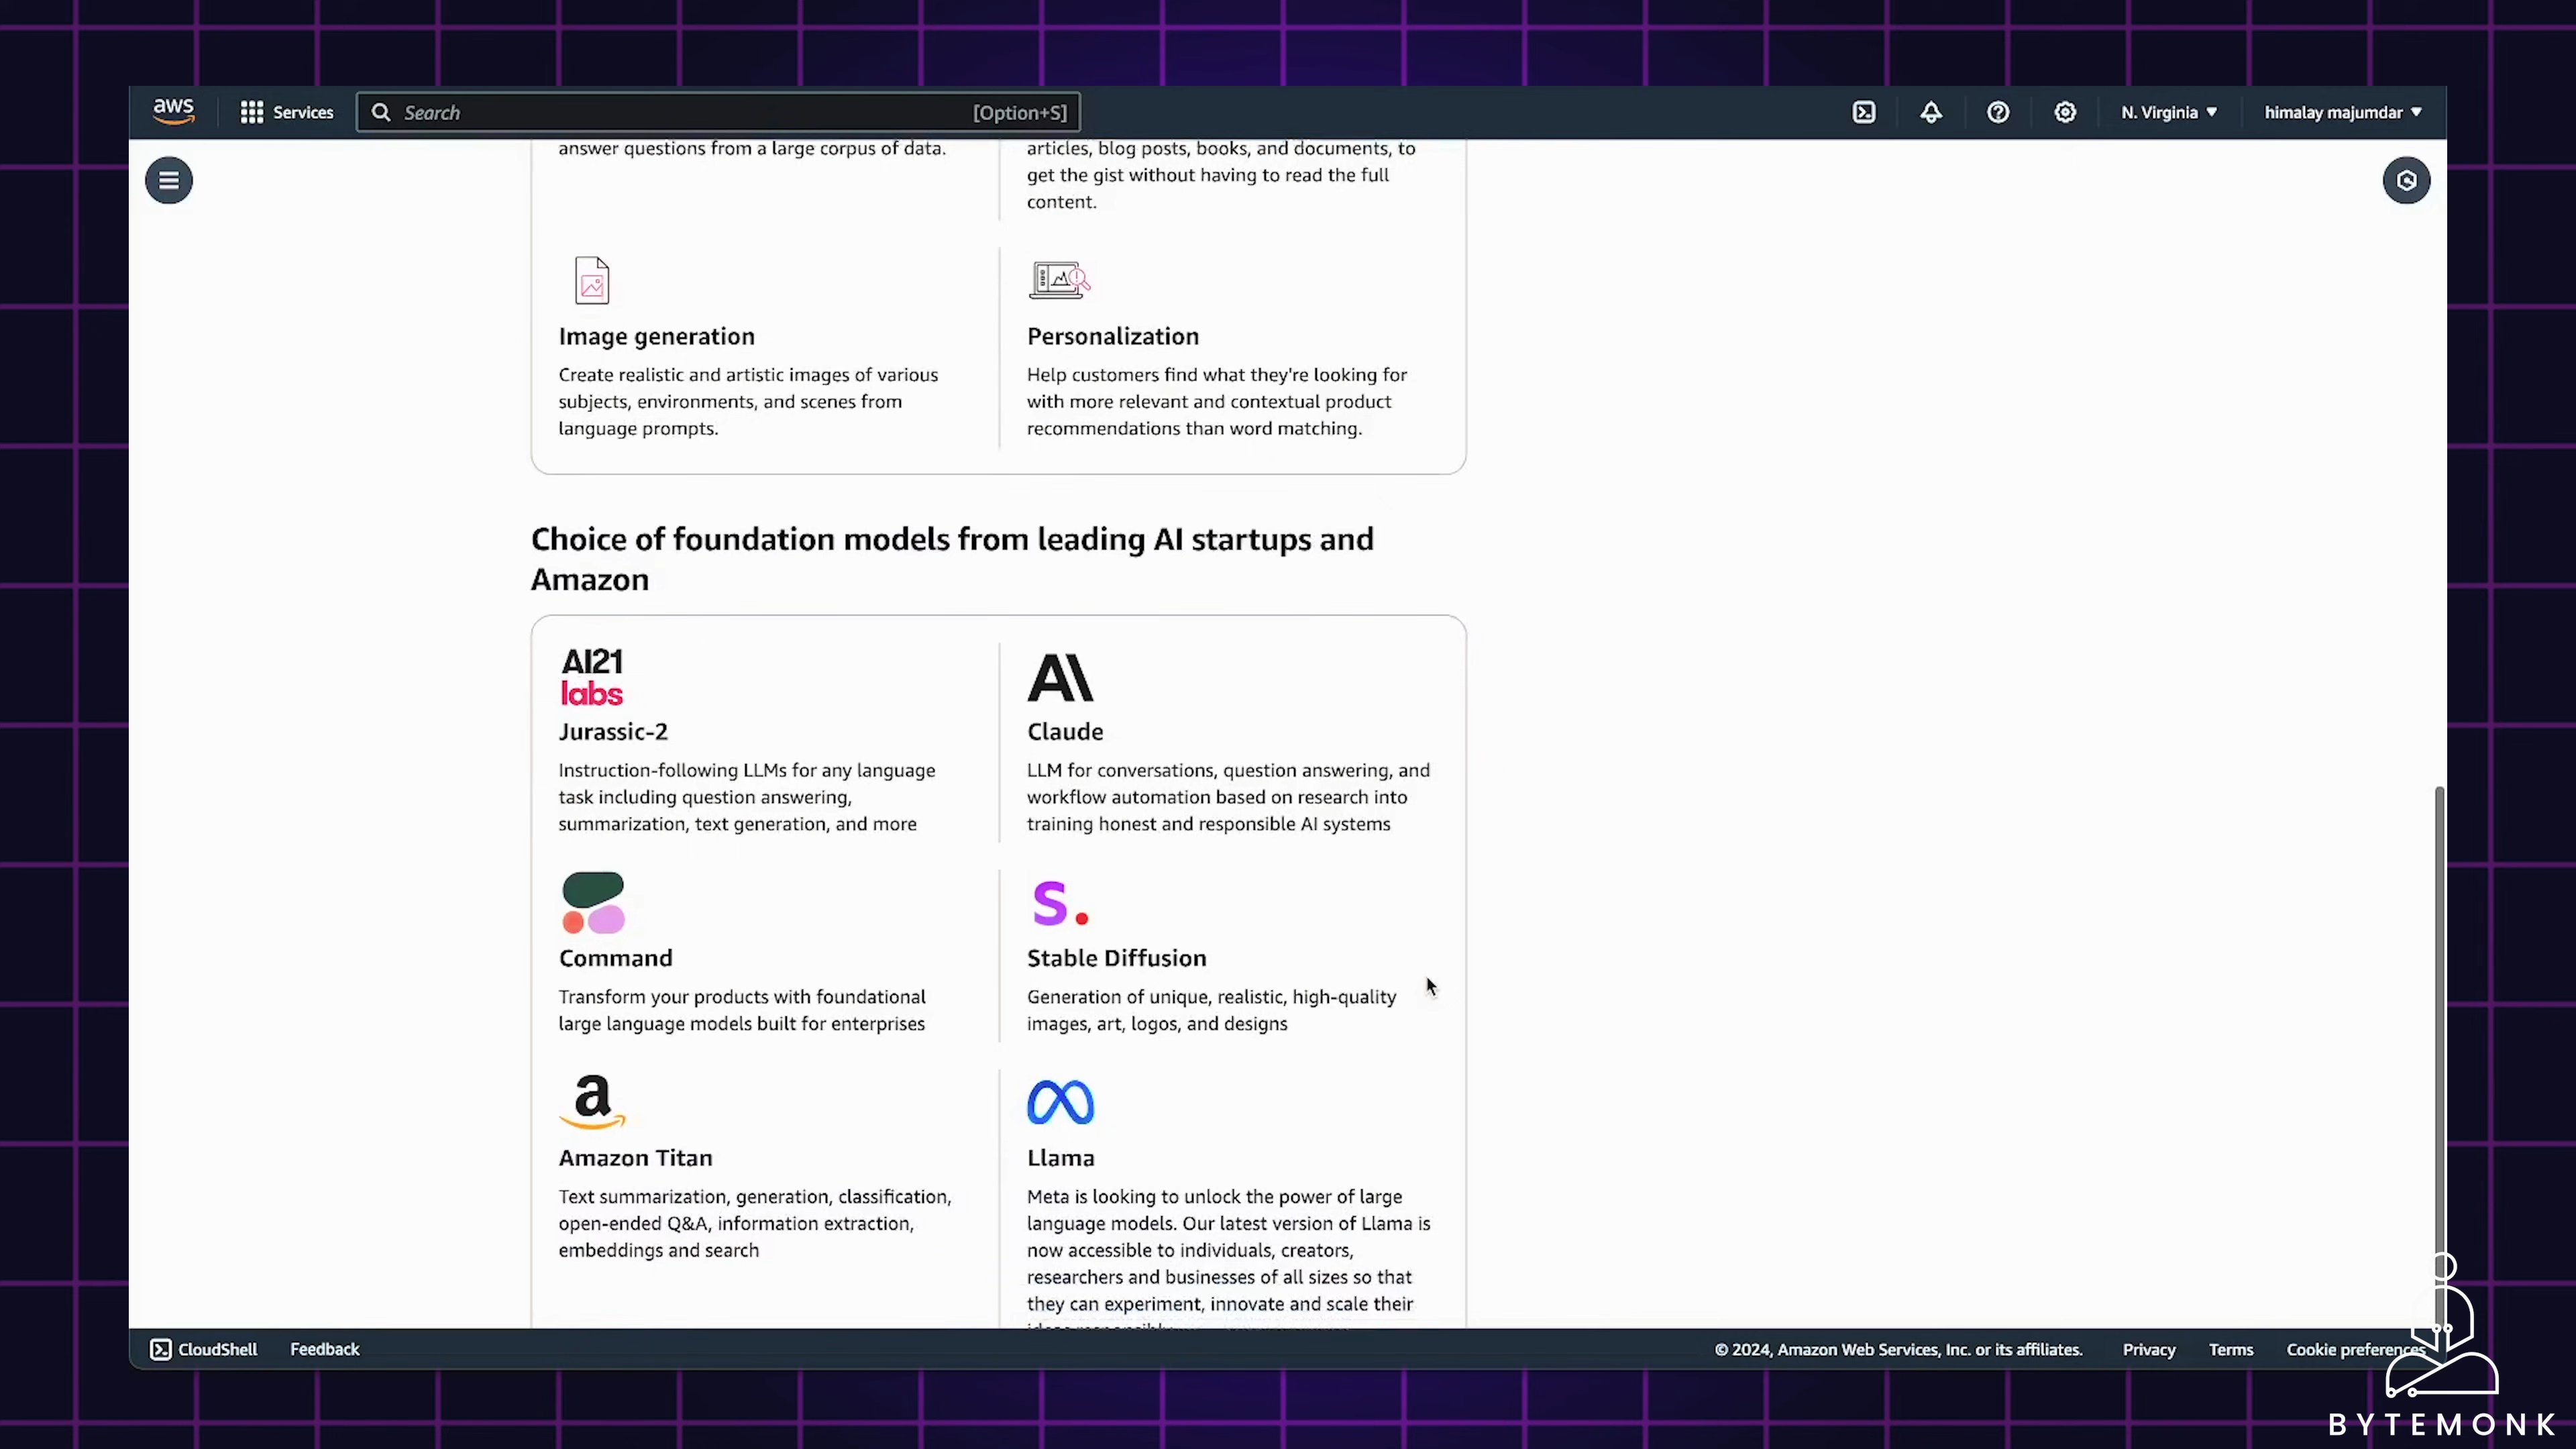 aws
Services
Search
[Option+S]
N. Virginia
himalay majumdar
answer questions from a large corpus of data.
articles, blog posts, books, and documents, to
get the gist without having to read the full
content.
Image generation
Create realistic and artistic images of various
subjects, environments, and scenes from
language prompts.
Personalization
Help customers find what they're looking for
with more relevant and contextual product
recommendations than word matching.
Choice of foundation models from leading AI startups and
Amazon
AI21
labs
Jurassic-2
Instruction-following LLMs for any language
task including question answering,
summarization, text generation, and more
A\
Claude
LLM for conversations, question answering, and
workflow automation based on research into
training honest and responsible AI systems
Command
Transform your products with foundational
large language models built for enterprises
S.
Stable Diffusion
Generation of unique, realistic, high-quality
images, art, logos, and designs
a
Amazon Titan
Text summarization, generation, classification,
open-ended Q&A, information extraction,
embeddings and search
Llama
Meta is looking to unlock the power of large
language models. Our latest version of Llama is
now accessible to individuals, creators,
researchers and businesses of all sizes so that
they can experiment, innovate and scale their
CloudShell
Feedback
© 2024, Amazon Web Services, Inc. or its affiliates.
Privacy
Terms
Cookie preferences
BYTEMONK